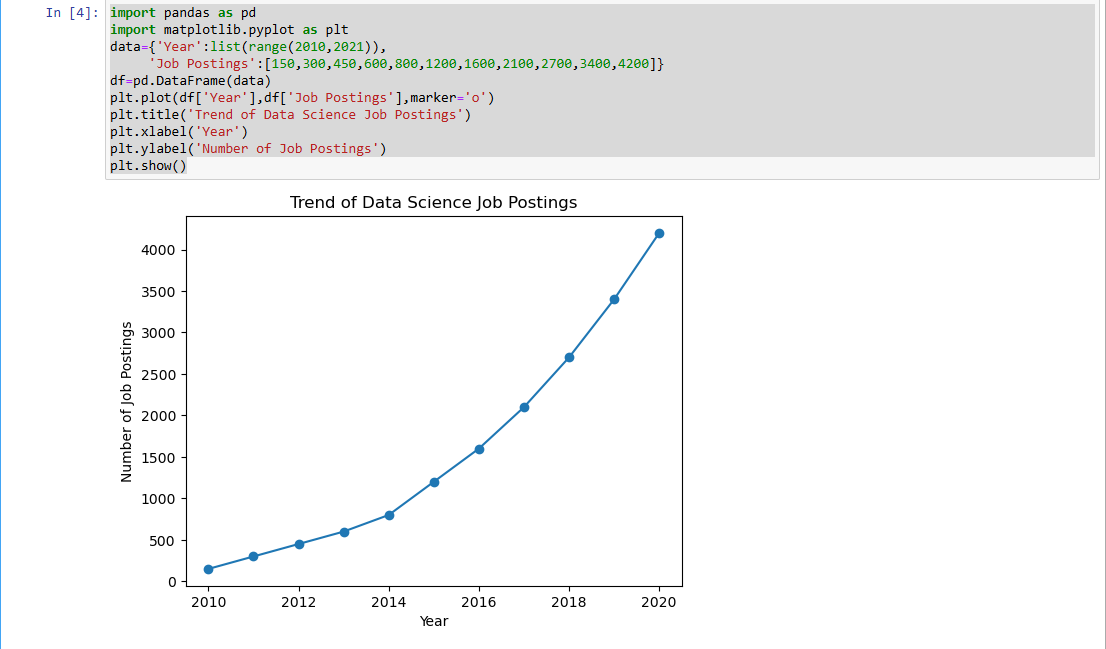 In [4]: import pandas as pd
import matplotlib.pyplot as plt
data={'Year':list(range(2010,2021)),
     'Job Postings':[150,300,450,600,800,1200,1600,2100,2700,3400,4200]}
df=pd.DataFrame(data)
plt.plot(df['Year'],df['Job Postings'],marker='o')
plt.title('Trend of Data Science Job Postings')
plt.xlabel('Year')
plt.ylabel('Number of Job Postings')
plt.show()
Trend of Data Science Job Postings
Number of Job Postings
4000
3500
3000
2500
2000
1500
1000
500
0
2010 2012 2014 2016 2018 2020
Year